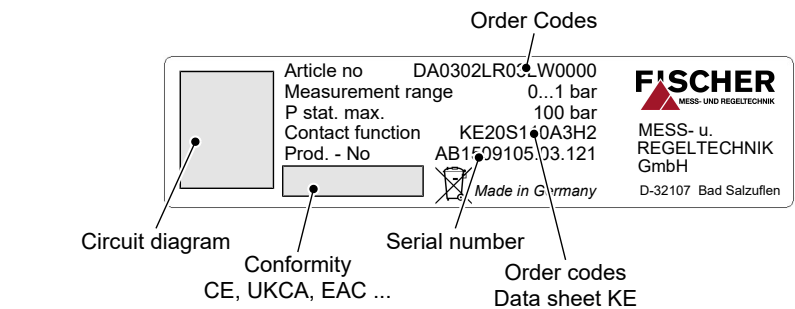 Order Codes
Article no DA0302LR03LW0000
Measurement range 0...1 bar
P stat. max. 100 bar
Contact function KE20S1 0A3H2
Prod. - No AB1509105.03.121
Made in Germany
FISCHER
MESS- UND REGELTECHNIK
MESS- u.
REGELTECHNIK
GmbH
D-32107 Bad Salzuflen
Circuit diagram
Conformity
CE, UKCA, EAC ...
Serial number
Order codes
Data sheet KE